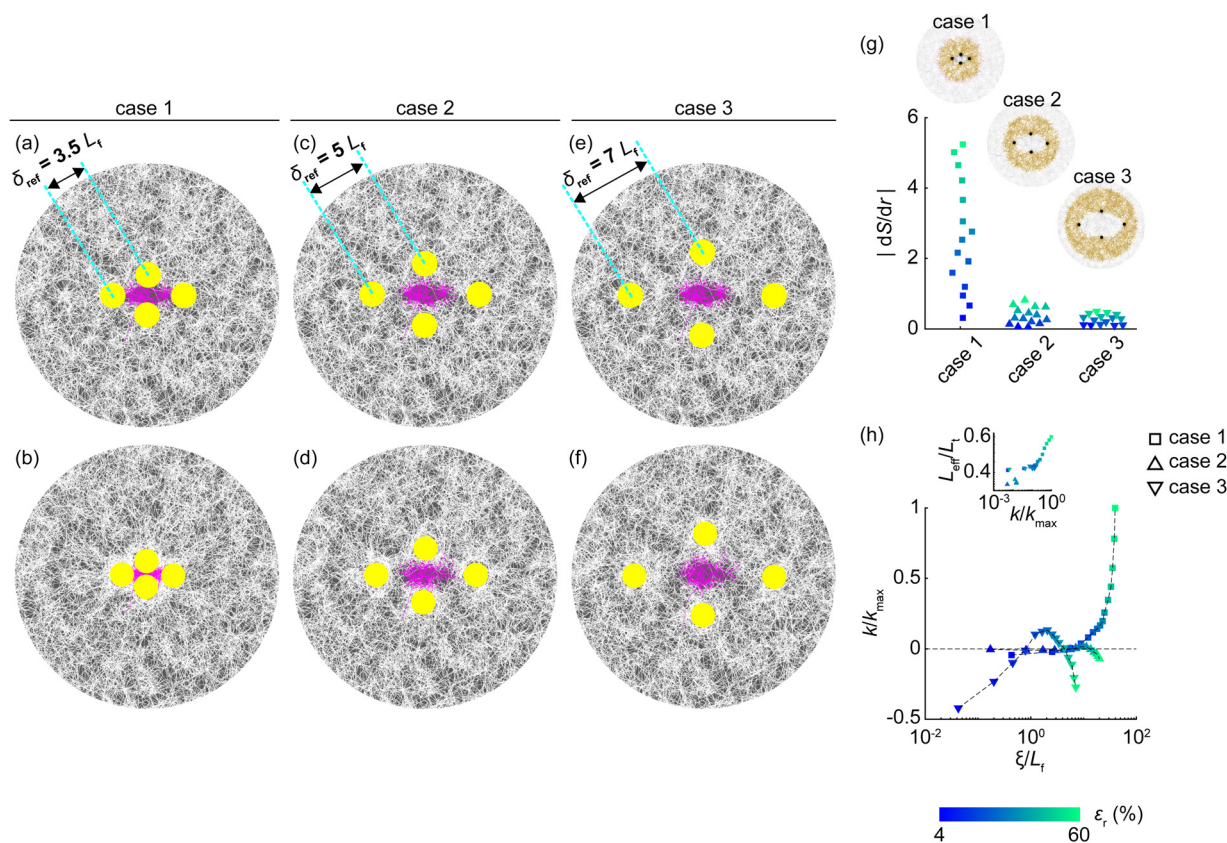 case 1
case 2
case 3
(a)
δref = 3.5 Lf
(c)
δref = 5 Lf
(e)
δref = 7 Lf
(b)
(d)
(f)
(g)
case 1
case 2
case 3
6
4
2
0
| dS/dr |
case 1
case 2
case 3
(h)
0.6
0.4
Leff/Lt
10⁻³
10⁰
k/kmax
case 1
case 2
case 3
1
0.5
0
-0.5
k/kmax
10⁻²
10⁰
10²
ξ/Lf
4
60
εr (%)